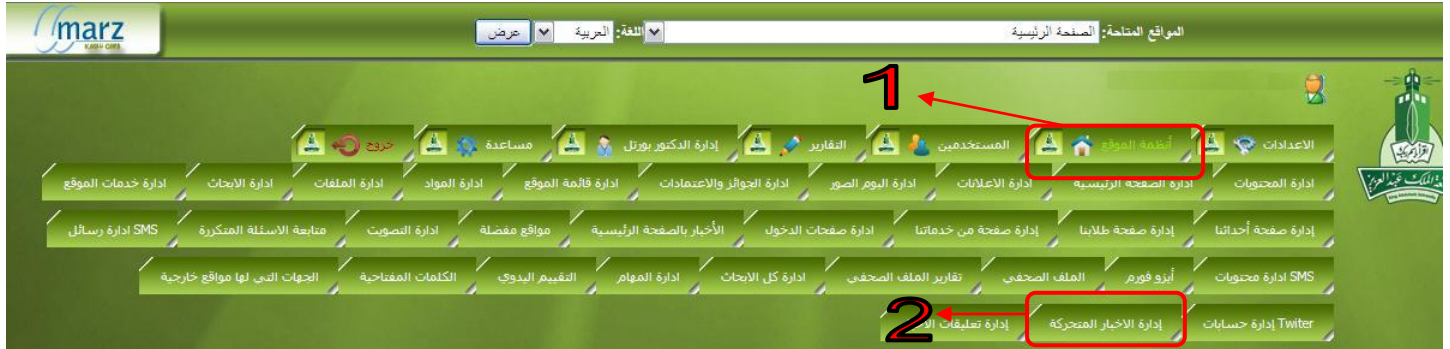 marz
المواقع المتاحة: الصفحة الرئيسية اللغة: العربية عرض
1
الاعدادات أنظمة الموقع المستخدمين التقارير إدارة الدكتور بورتل مساعدة خروج
ادارة المحتويات ادارة الصفحة الرئيسية ادارة الاعلانات ادارة البوم الصور ادارة الجوائز والاعتمادات ادارة قائمة الموقع ادارة المواد ادارة الملفات ادارة الابحاث ادارة خدمات الموقع
إدارة صفحة أحداثنا إدارة صفحة طلابنا إدارة صفحة من خدماتنا ادارة صفحات الدخول الأخبار بالصفحة الرئيسية مواقع مفضلة ادارة التصويت متابعة الاسئلة المتكررة SMS ادارة رسائل
SMS ادارة محتويات أيزو فورم الملف الصحفي تقارير الملف الصحفي ادارة كل الابحاث ادارة المهام التقييم اليدوي الكلمات المفتاحية الجهات التي لها مواقع خارجية
Twiter إدارة حسابات إدارة الاخبار المتحركة إدارة تعليقات
2